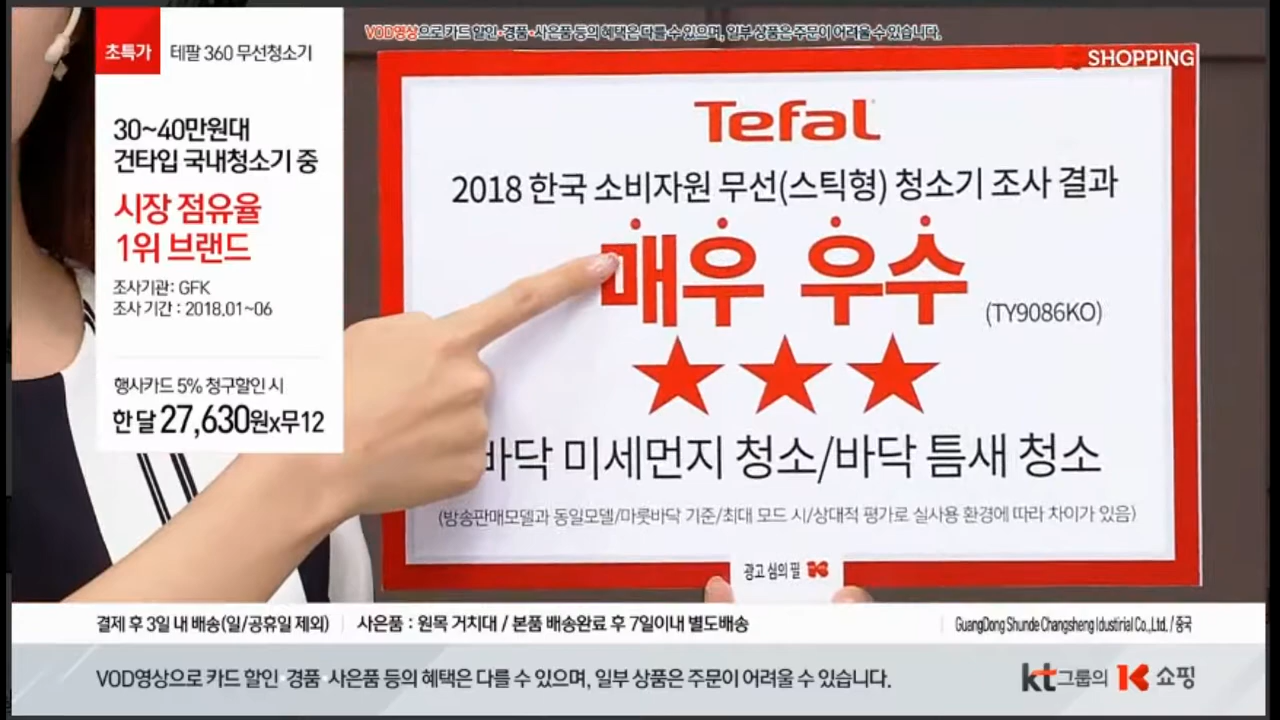 초특가 테팔 360 무선청소기
30~40만원대
건타입 국내청소기 중
시장 점유율
1위 브랜드
조사기관 : GFK
조사 기간 : 2018.01~06
행사카드 5% 청구할인 시
한 달 27,630원x무12
VOD영상으로 카드 할인·경품·사은품 등의 혜택은 다를 수 있으며, 일부 상품은 주문이 어려울 수 있습니다.
SHOPPING
Tefal
2018 한국 소비자원 무선(스틱형) 청소기 조사 결과
매우 우수
(TY9086KO)
바닥 미세먼지 청소/바닥 틈새 청소
(방송판매모델과 동일모델/마룻바닥 기준/최대 모드 시/상대적 평가로 실사용 환경에 따라 차이가 있음)
광고 심의 필 K
결제 후 3일 내 배송(일/공휴일 제외) 사은품 : 원목 거치대 / 본품 배송완료 후 7일이내 별도배송
GuangDong Shunde Changsheng Idustirial Co., Ltd. / 중국
VOD영상으로 카드 할인·경품·사은품 등의 혜택은 다를 수 있으며, 일부 상품은 주문이 어려울 수 있습니다.
kt그룹의 K 쇼핑